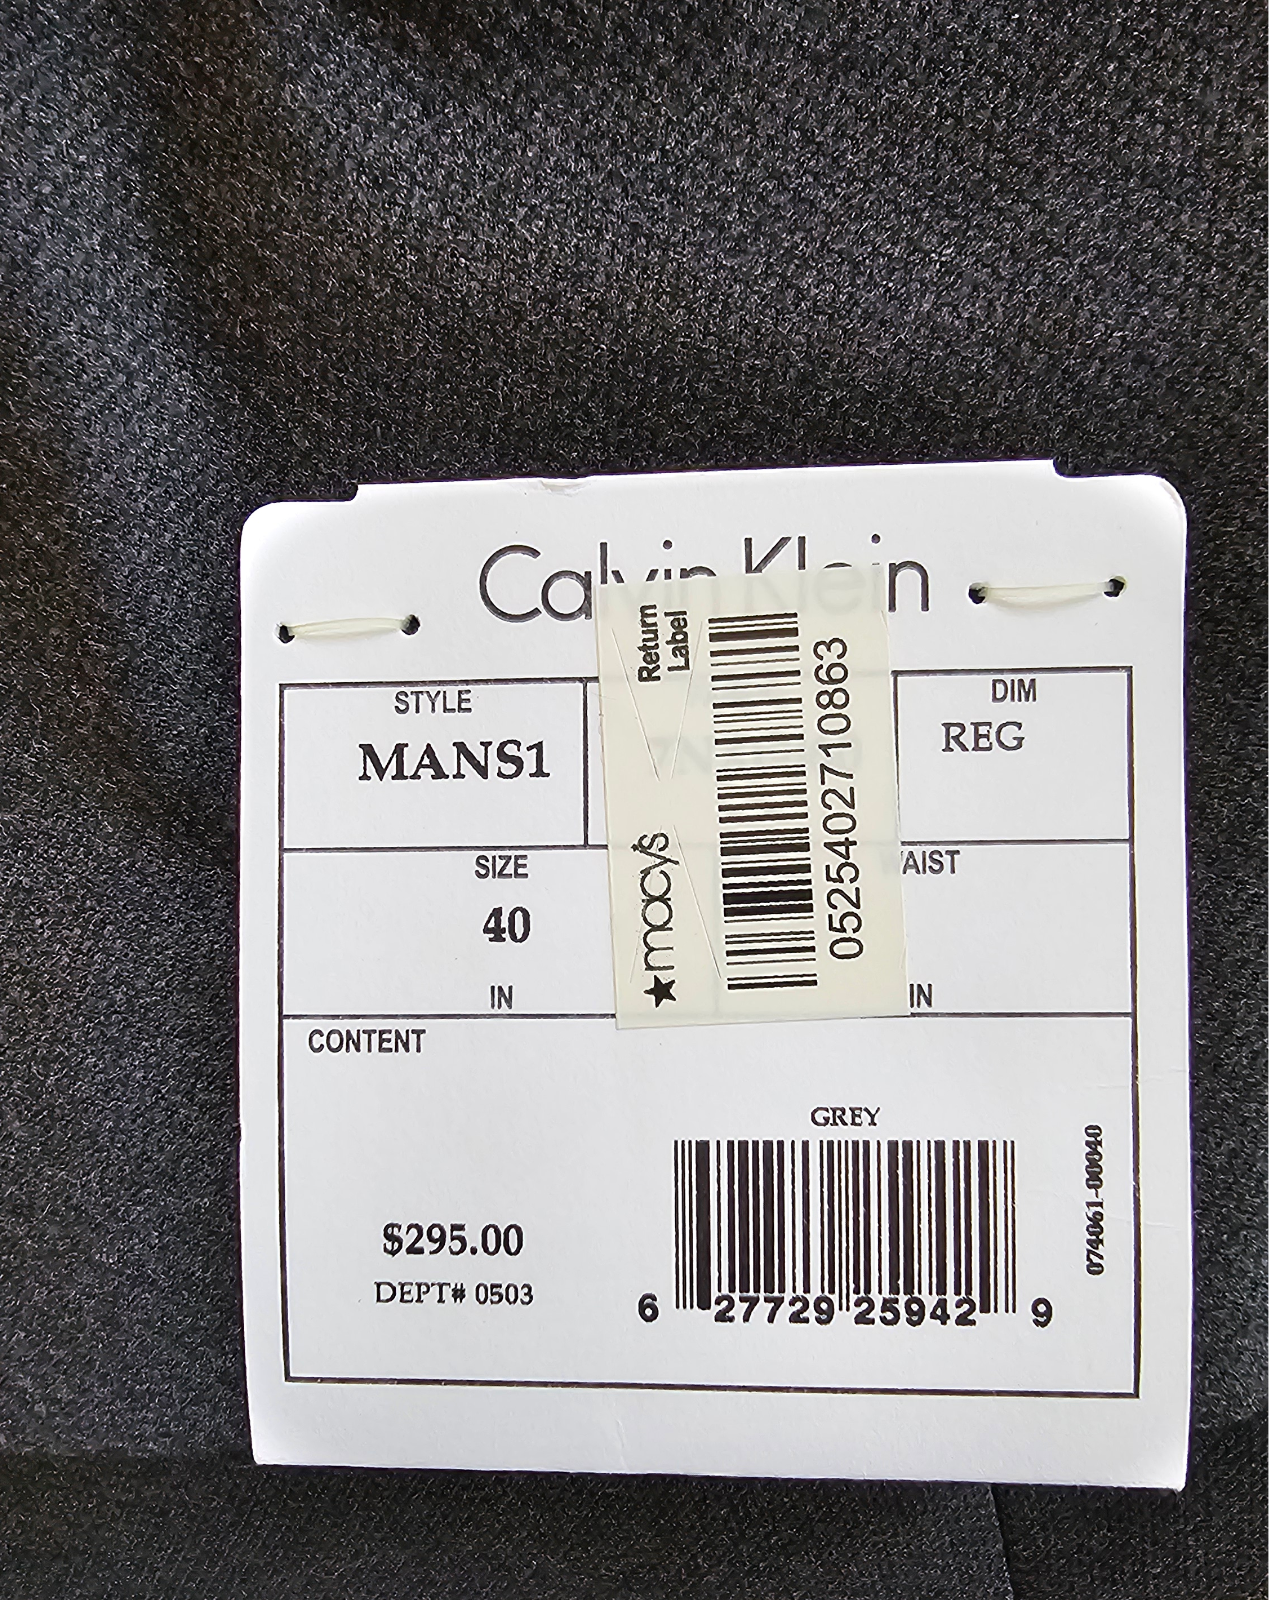 Calvin Klein
STYLE
MANS1
DIM
REG
SIZE
40
IN
WAIST
IN
Return
Label
★macy's
0525402710863
CONTENT
GREY
$295.00
DEPT# 0503
6 27729 25942 9
074061-00040